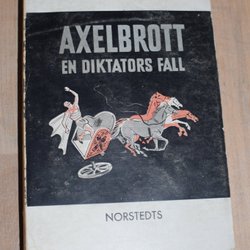 AXELBROTT
EN DIKTATORS FALL
NORSTEDTS